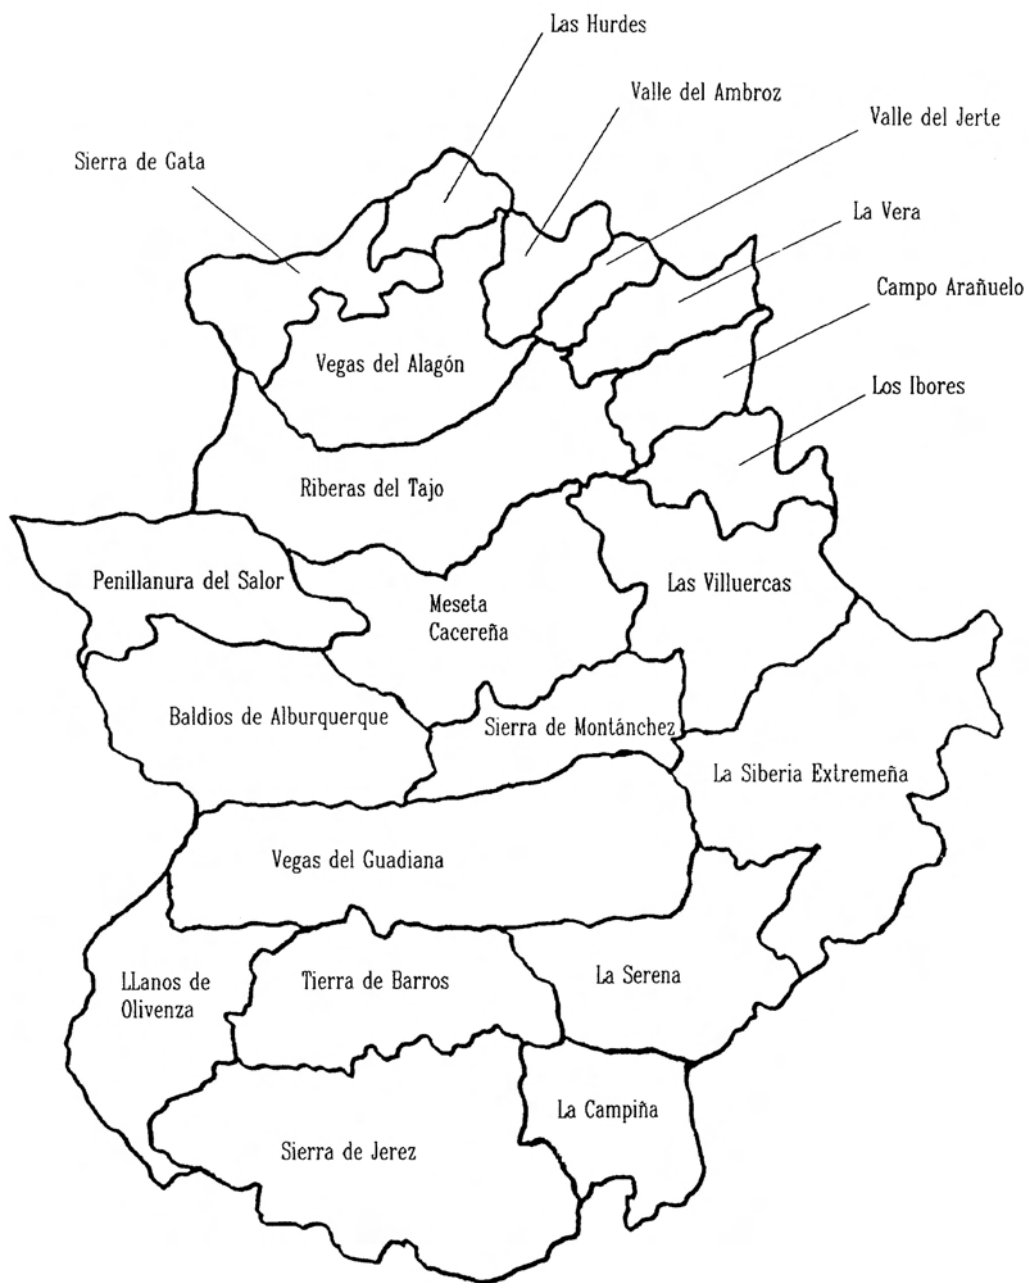 Las Hurdes
Valle del Ambroz
Valle del Jerte
Sierra de Gata
La Vera
Campo Arañuelo
Vegas del Alagón
Los Ibores
Riberas del Tajo
Penillanura del Salor
Las Villuercas
Meseta
Cacereña
Baldíos de Alburquerque
Sierra de Montánchez
La Siberia Extremeña
Vegas del Guadiana
LLanos de
Olivenza
Tierra de Barros
La Serena
La Campiña
Sierra de Jerez